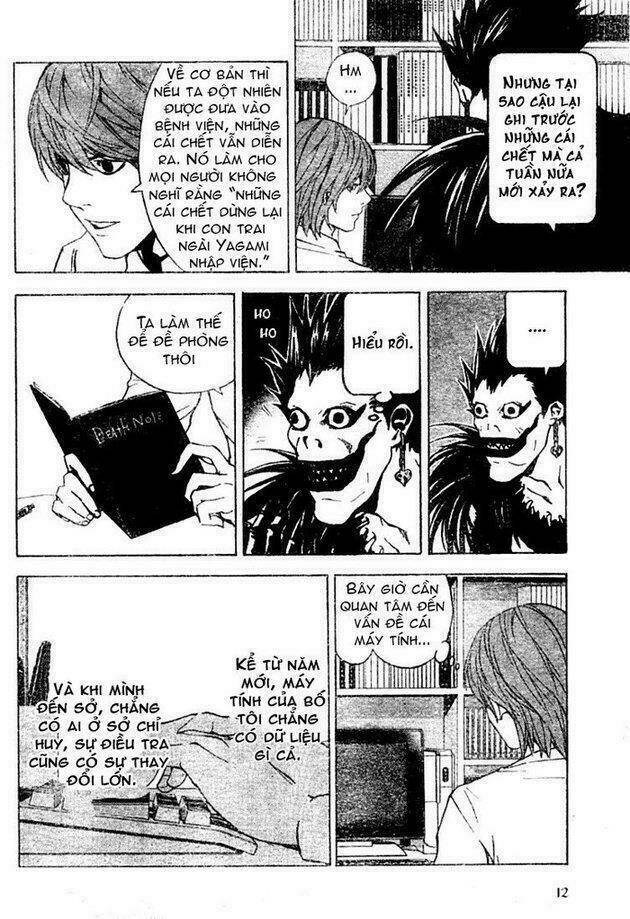 NHƯNG TẠI
SAO CẬU LẠI
GHI TRƯỚC
NHỮNG CÁI
CHẾT MÀ CẢ
TUẦN NỮA
MỚI XẢY RA?
HM
...
VỀ CƠ BẢN THÌ
NẾU TA ĐỘT
NHIÊN
ĐƯỢC ĐƯA VÀO
BỆNH VIỆN, NHỮNG
CÁI CHẾT VẪN DIỄN
RA. NÓ LÀM CHO
MỌI NGƯỜI KHÔNG
NGHĨ RẰNG "NHỮNG
CÁI CHẾT DỪNG LẠI
KHI CON TRAI
NGÀI YAGAMI
NHẬP VIỆN."
....
HIỂU RỒI.
HO
HO
TA LÀM THẾ
ĐỂ ĐỀ PHÒNG
THÔI
DEATH NOTE
BÂY GIỜ CẦN
QUAN TÂM ĐẾN
VẤN ĐỀ CÁI
MÁY TÍNH...
KỂ TỪ NĂM
MỚI, MÁY
TÍNH CỦA BỐ
TÔI CHẲNG
CÓ DỮ LIỆU
GÌ CẢ.
VÀ KHI MÌNH
ĐẾN SỞ, CHẲNG
CÓ AI Ở SỞ CHỈ
HUY, SỰ ĐIỀU TRA
CŨNG CÓ SỰ THAY
ĐỔI LỚN.
12